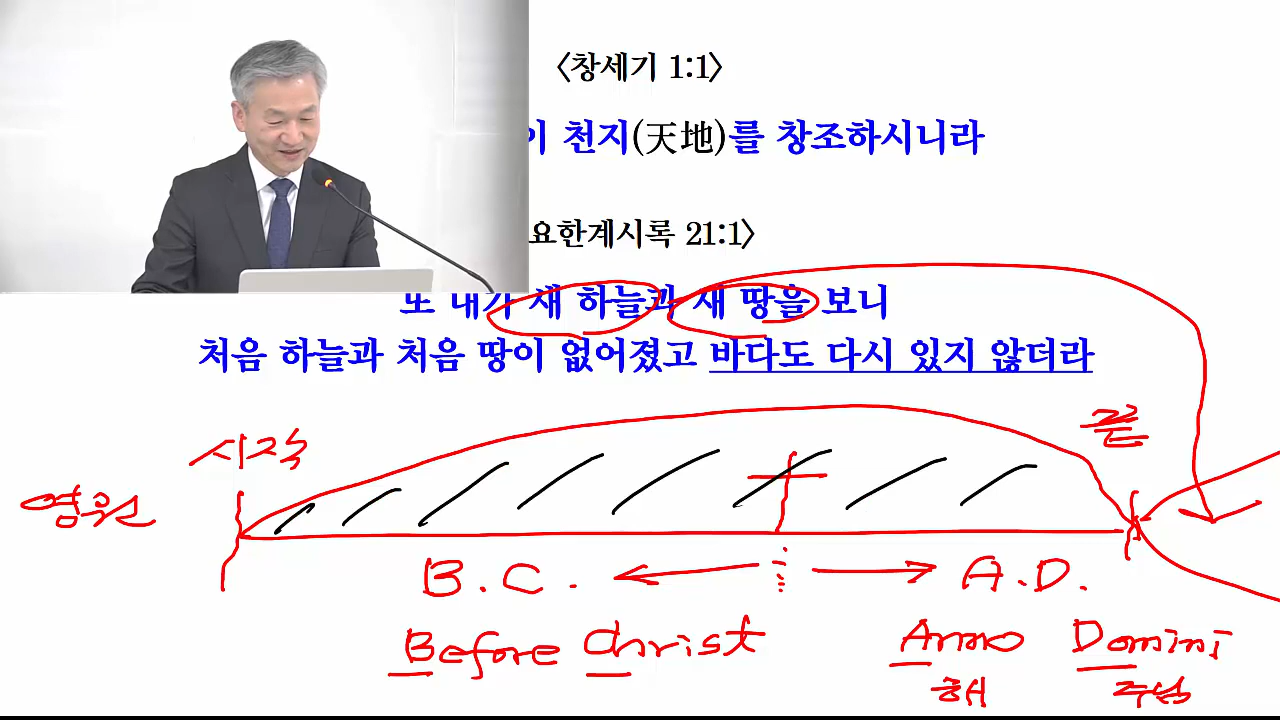 〈창세기 1:1〉
이 천지(天地)를 창조하시니라
요한계시록 21:1〉
또 내가 새 하늘과 새 땅을 보니
처음 하늘과 처음 땅이 없어졌고 바다도 다시 있지 않더라
시작 끝
영원
B.C. A.D.
Before Christ Anno Domini
해 주님